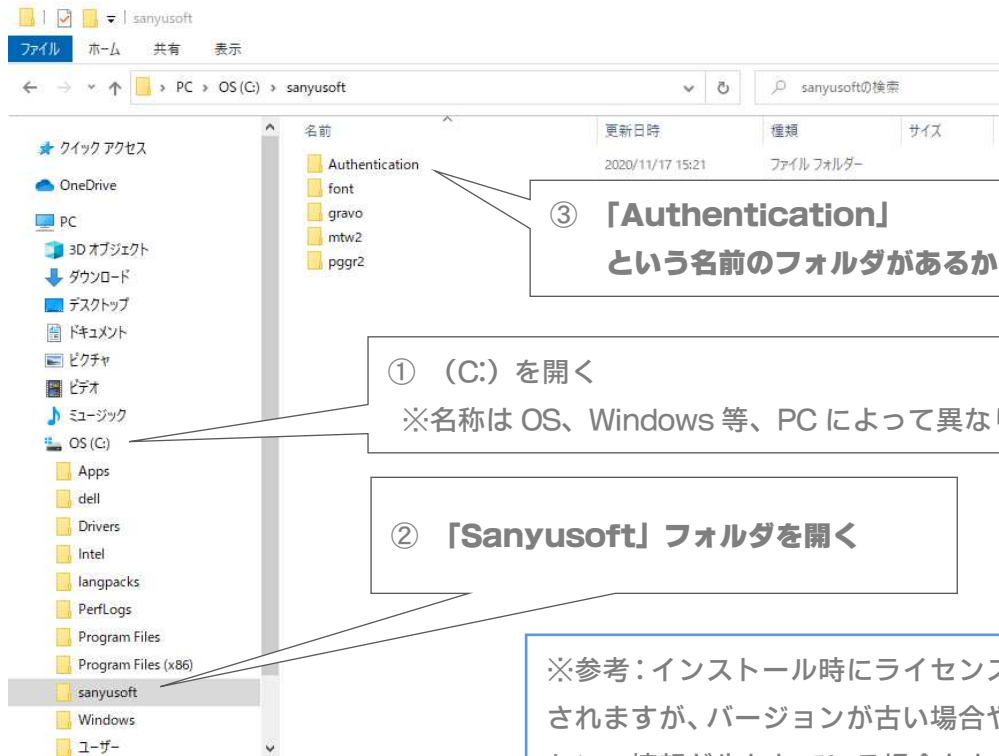 sanyusoft
ファイル ホーム 共有 表示
PC › OS (C:) › sanyusoft
sanyusoftの検索
名前 更新日時 種類 サイズ
クイック アクセス
OneDrive
PC
3D オブジェクト
ダウンロード
デスクトップ
ドキュメント
ピクチャ
ビデオ
ミュージック
OS (C:)
Apps
dell
Drivers
Intel
langpacks
PerfLogs
Program Files
Program Files (x86)
sanyusoft
Windows
ユーザー
Authentication 2020/11/17 15:21 ファイル フォルダー
font
gravo
mtw2
pggr2
③ 「Authentication」
という名前のフォルダがあるか
① （C:）を開く
※名称は OS、Windows 等、PC によって異な
② 「Sanyusoft」フォルダを開く
※参考：インストール時にライセンス
されますが、バージョンが古い場合や